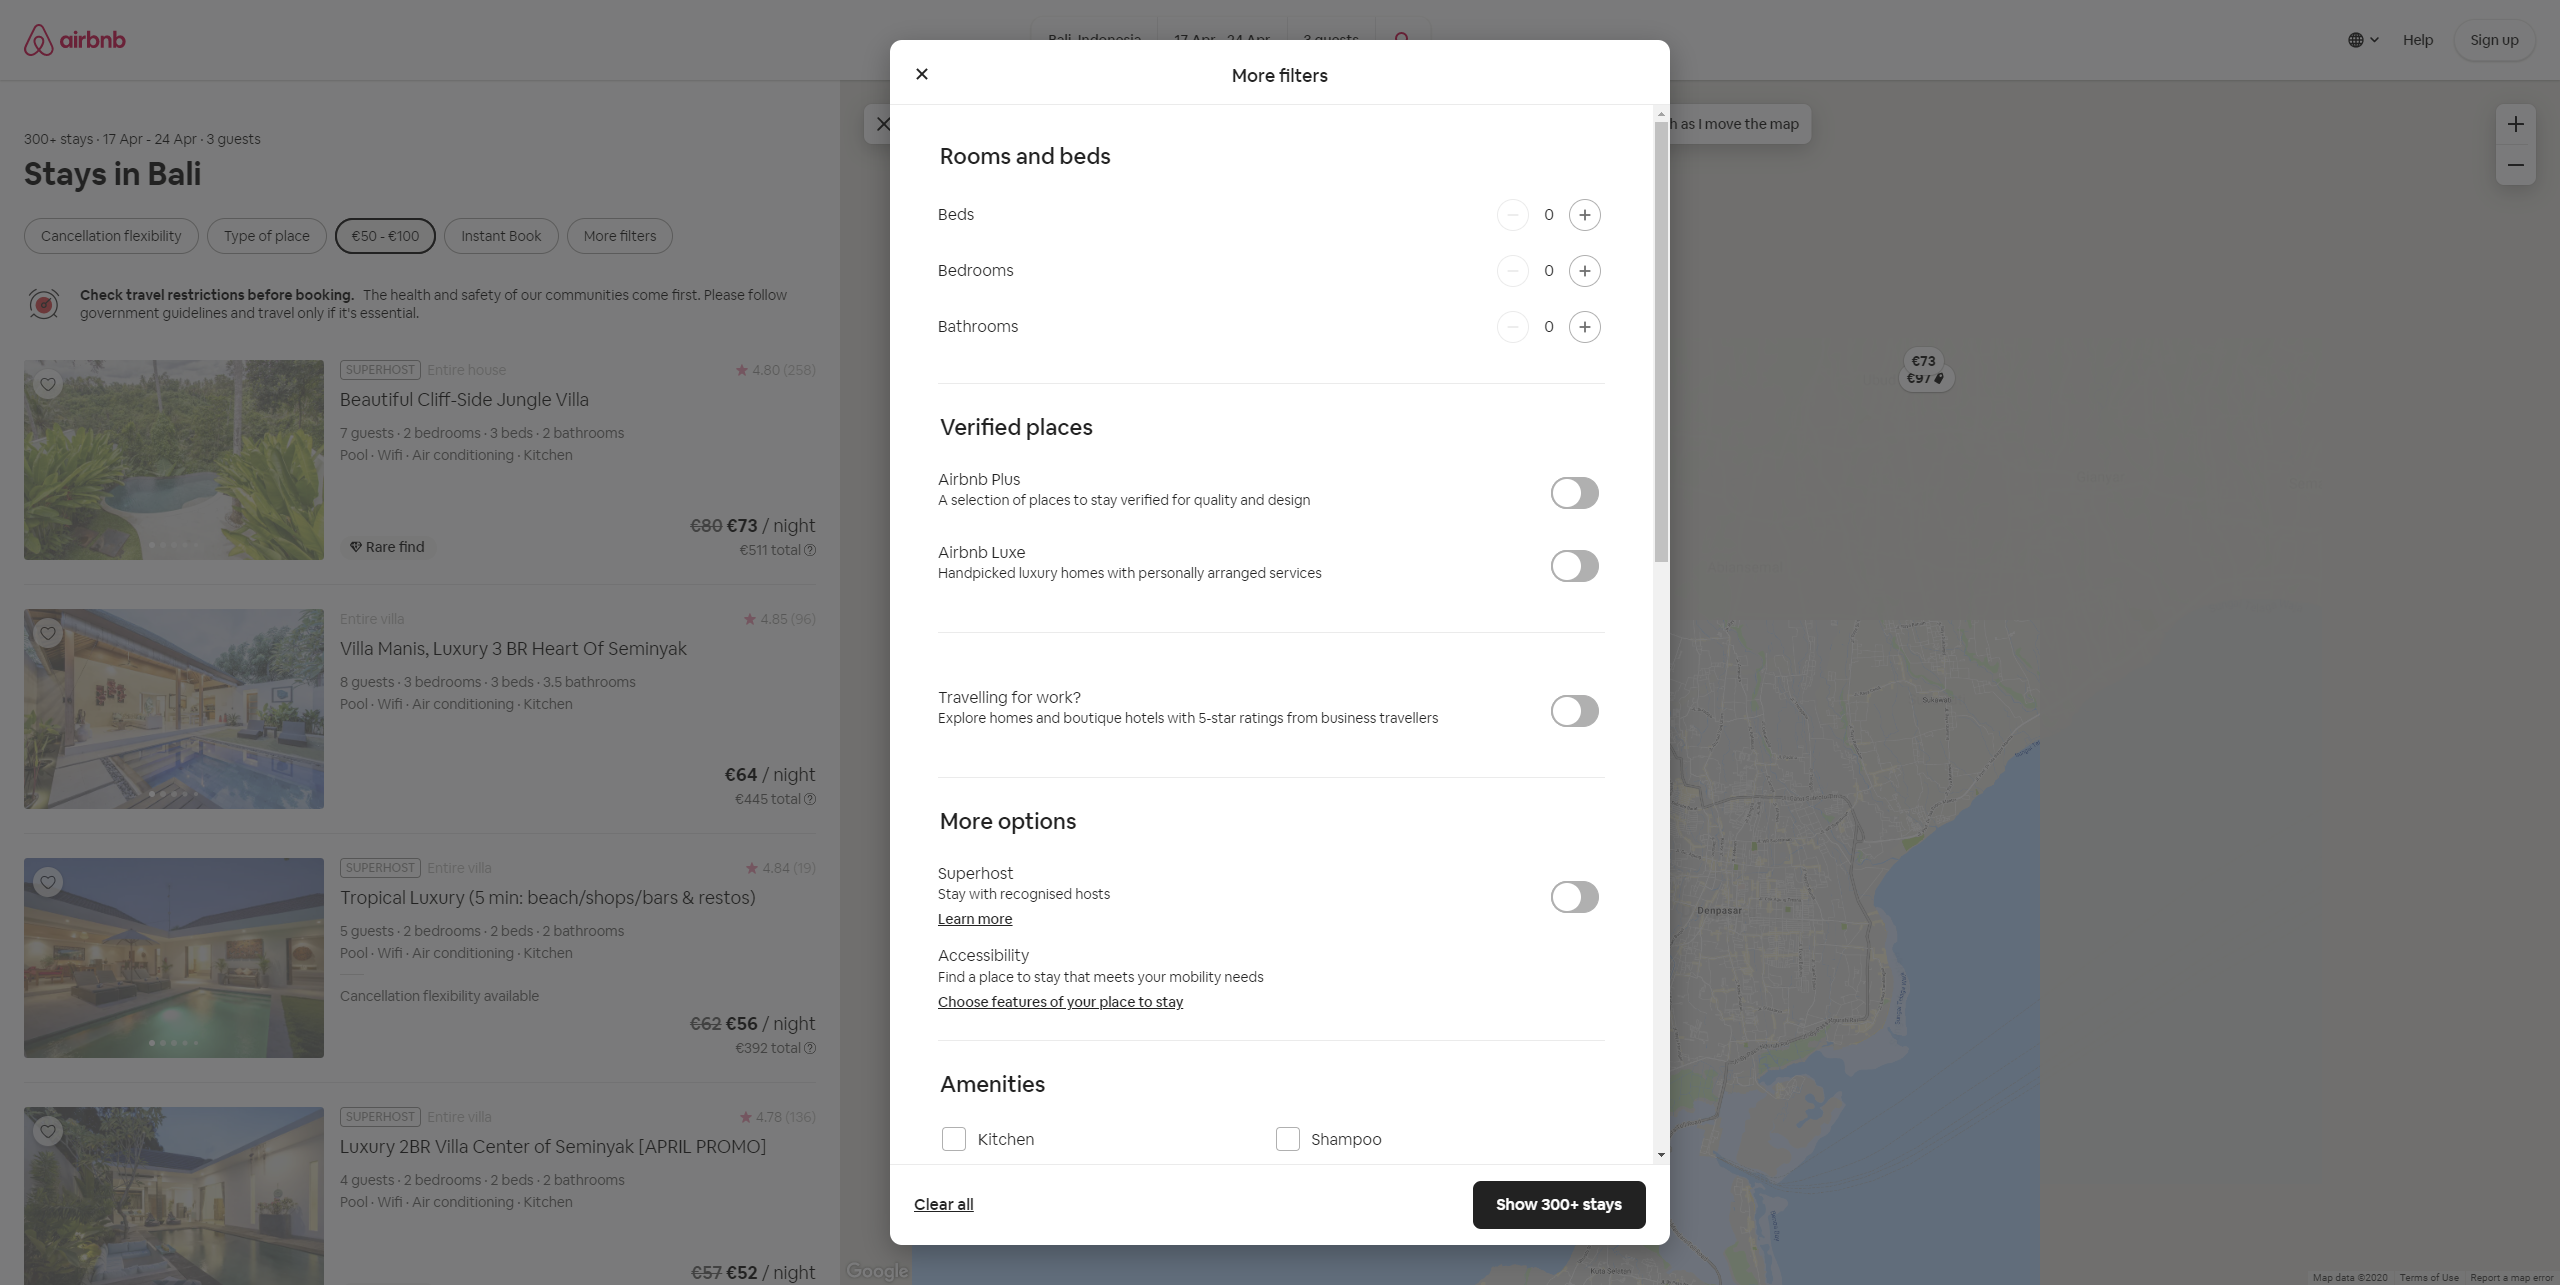 airbnb
Bali, Indonesia
17 Apr - 24 Apr
3 guests
Help
Sign up
300+ stays · 17 Apr - 24 Apr · 3 guests
Stays in Bali
Cancellation flexibility
Type of place
€50 - €100
Instant Book
More filters
Check travel restrictions before booking. The health and safety of our communities come first. Please follow
government guidelines and travel only if it's essential.
SUPERHOST Entire house
4.80 (258)
Beautiful Cliff-Side Jungle Villa
7 guests · 2 bedrooms · 3 beds · 2 bathrooms
Pool · Wifi · Air conditioning · Kitchen
€80 €73 / night
Rare find
€511 total
Entire villa
4.85 (96)
Villa Manis, Luxury 3 BR Heart Of Seminyak
8 guests · 3 bedrooms · 3 beds · 3.5 bathrooms
Pool · Wifi · Air conditioning · Kitchen
€64 / night
€445 total
SUPERHOST Entire villa
4.84 (19)
Tropical Luxury (5 min: beach/shops/bars & restos)
5 guests · 2 bedrooms · 2 beds · 2 bathrooms
Pool · Wifi · Air conditioning · Kitchen
Cancellation flexibility available
€62 €56 / night
€392 total
SUPERHOST Entire villa
4.78 (136)
Luxury 2BR Villa Center of Seminyak [APRIL PROMO]
4 guests · 2 bedrooms · 2 beds · 2 bathrooms
Pool · Wifi · Air conditioning · Kitchen
€57 €52 / night
More filters
Rooms and beds
Beds
0
Bedrooms
0
Bathrooms
0
Verified places
Airbnb Plus
A selection of places to stay verified for quality and design
Airbnb Luxe
Handpicked luxury homes with personally arranged services
Travelling for work?
Explore homes and boutique hotels with 5-star ratings from business travellers
More options
Superhost
Stay with recognised hosts
Learn more
Accessibility
Find a place to stay that meets your mobility needs
Choose features of your place to stay
Amenities
Kitchen
Shampoo
Clear all
Show 300+ stays
h as I move the map
€73
€97
Sukawati
Denpasar
Google
Map data ©2020 Terms of Use Report a map error